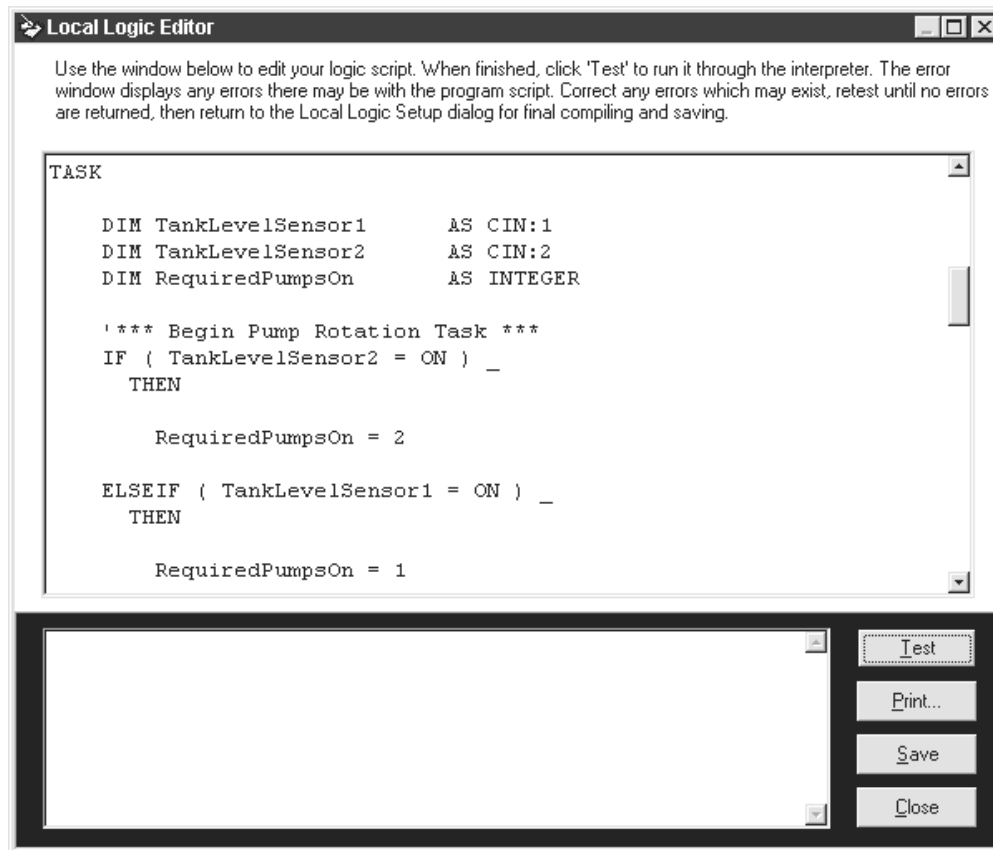 Local Logic Editor
Use the window below to edit your logic script. When finished, click 'Test' to run it through the interpreter. The error
window displays any errors there may be with the program script. Correct any errors which may exist, retest until no errors
are returned, then return to the Local Logic Setup dialog for final compiling and saving.
TASK
DIM TankLevelSensor1 AS CIN:1
DIM TankLevelSensor2 AS CIN:2
DIM RequiredPumpsOn AS INTEGER
'*** Begin Pump Rotation Task ***
IF ( TankLevelSensor2 = ON ) _
THEN
RequiredPumpsOn = 2
ELSEIF ( TankLevelSensor1 = ON ) _
THEN
RequiredPumpsOn = 1
Test
Print...
Save
Close